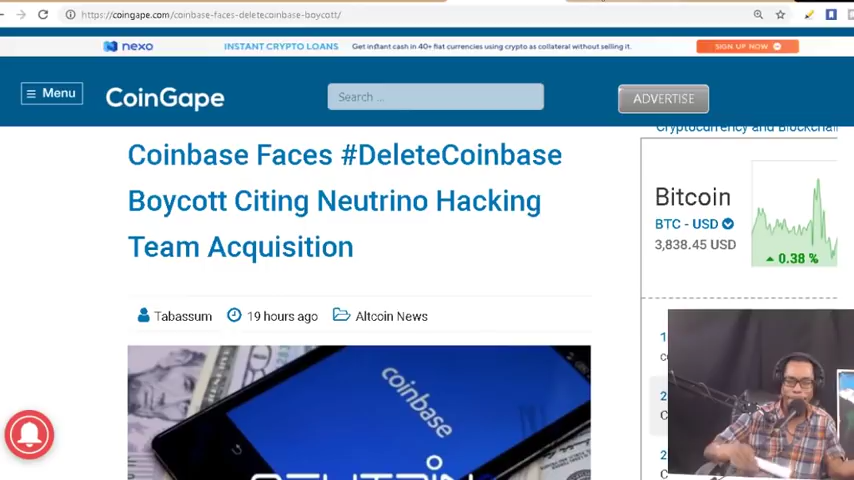 https://coingape.com/coinbase-faces-deletecoinbase-boycott/
nexo INSTANT CRYPTO LOANS Get instant cash in 40+ fiat currencies using crypto as collateral without selling it. SIGN UP NOW
Menu CoinGape Search ... ADVERTISE
Cryptocurrency and Blockchain
Coinbase Faces #DeleteCoinbase
Boycott Citing Neutrino Hacking
Team Acquisition
Tabassum 19 hours ago Altcoin News
Bitcoin
BTC - USD
3,838.45 USD
0.38 %
1
2
2
coinbase